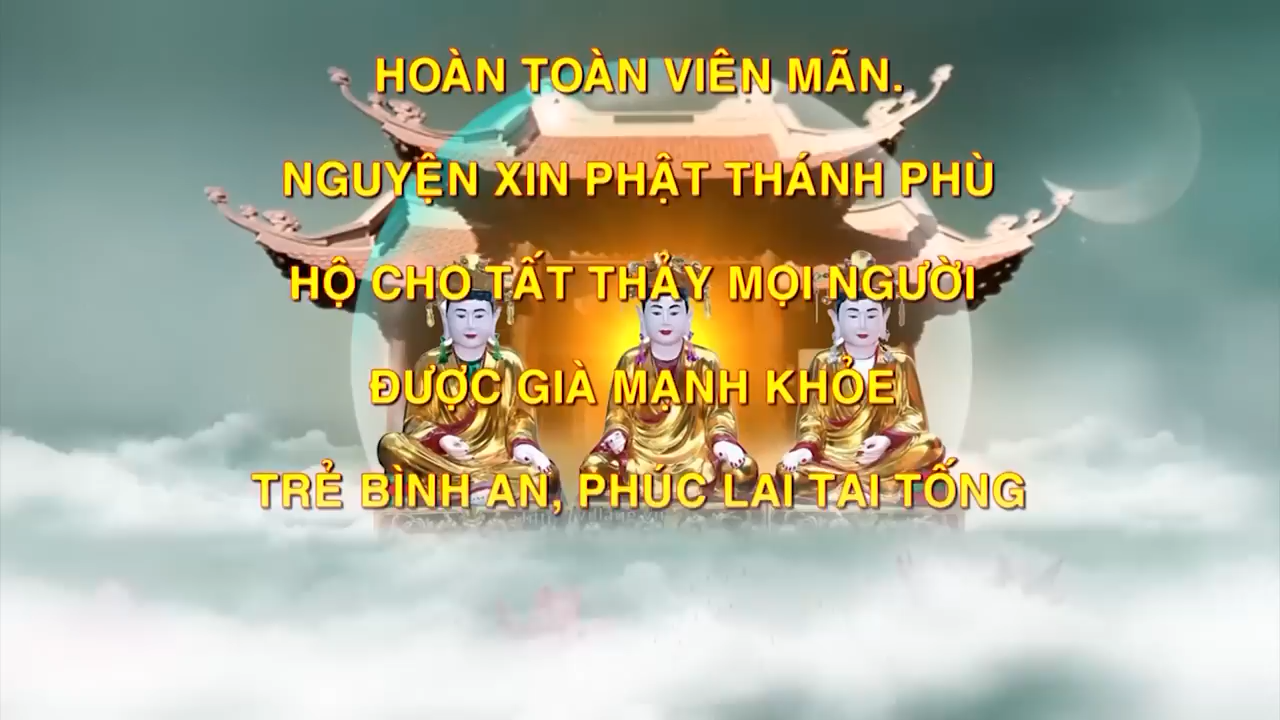 HOÀN TOÀN VIÊN MÃN.
NGUYỆN XIN PHẬT THÁNH PHÙ
HỘ CHO TẤT THẢY MỌI NGƯỜI
ĐƯỢC GIÀ MẠNH KHỎE
TRẺ BÌNH AN, PHÚC LAI TAI TỐNG